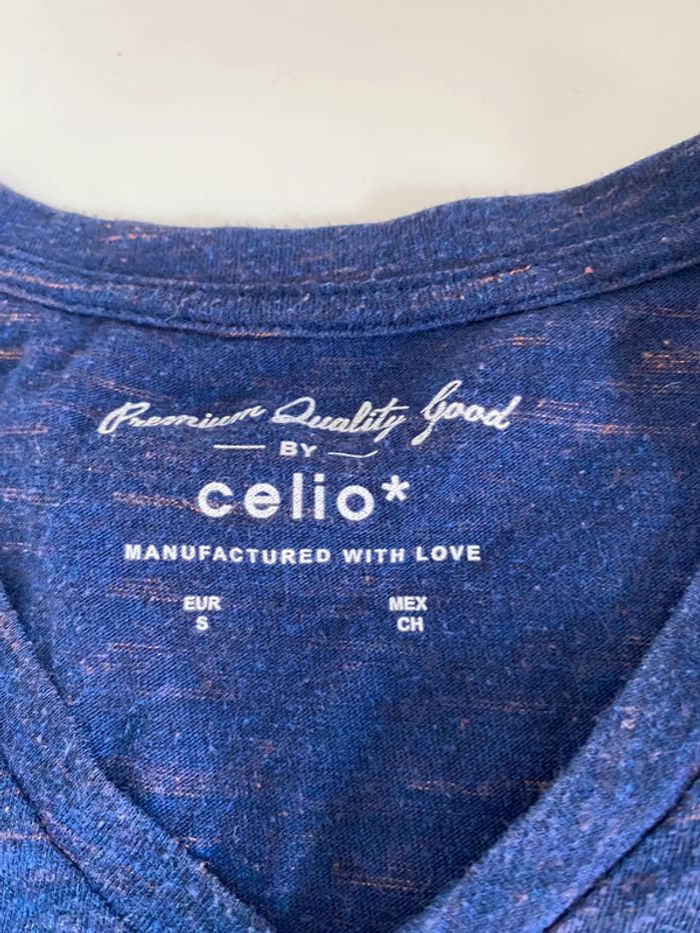 Premium Quality Good
BY
celio*
MANUFACTURED WITH LOVE
EUR MEX
S CH